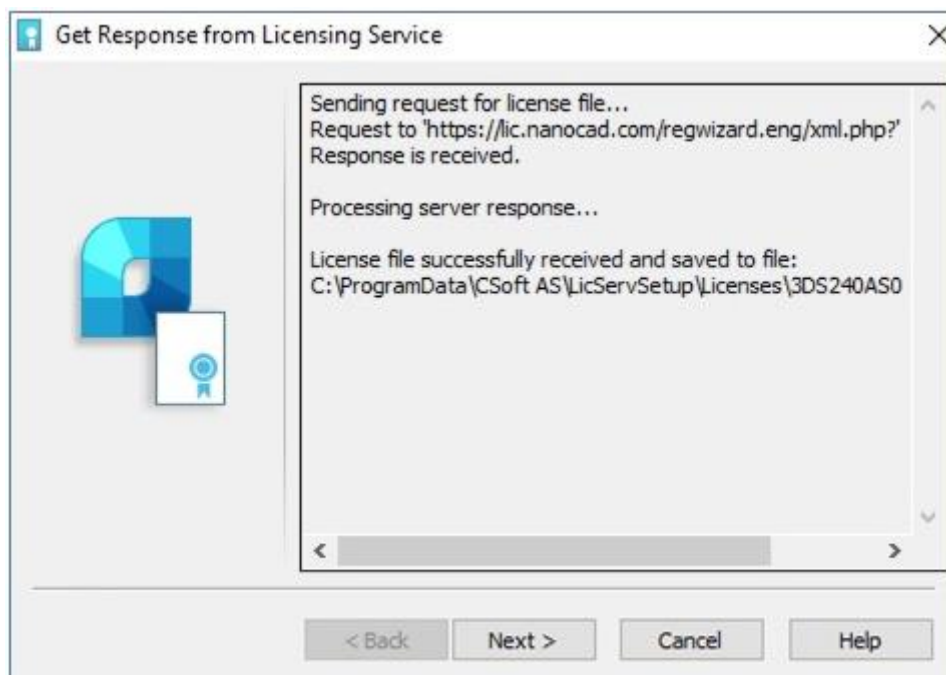 Get Response from Licensing Service
Sending request for license file...
Request to 'https://lic.nanocad.com/regwizard.eng/xml.php?'
Response is received.
Processing server response...
License file successfully received and saved to file:
C:\ProgramData\CSoft AS\LicServSetup\Licenses\3DS240AS0
< Back
Next >
Cancel
Help